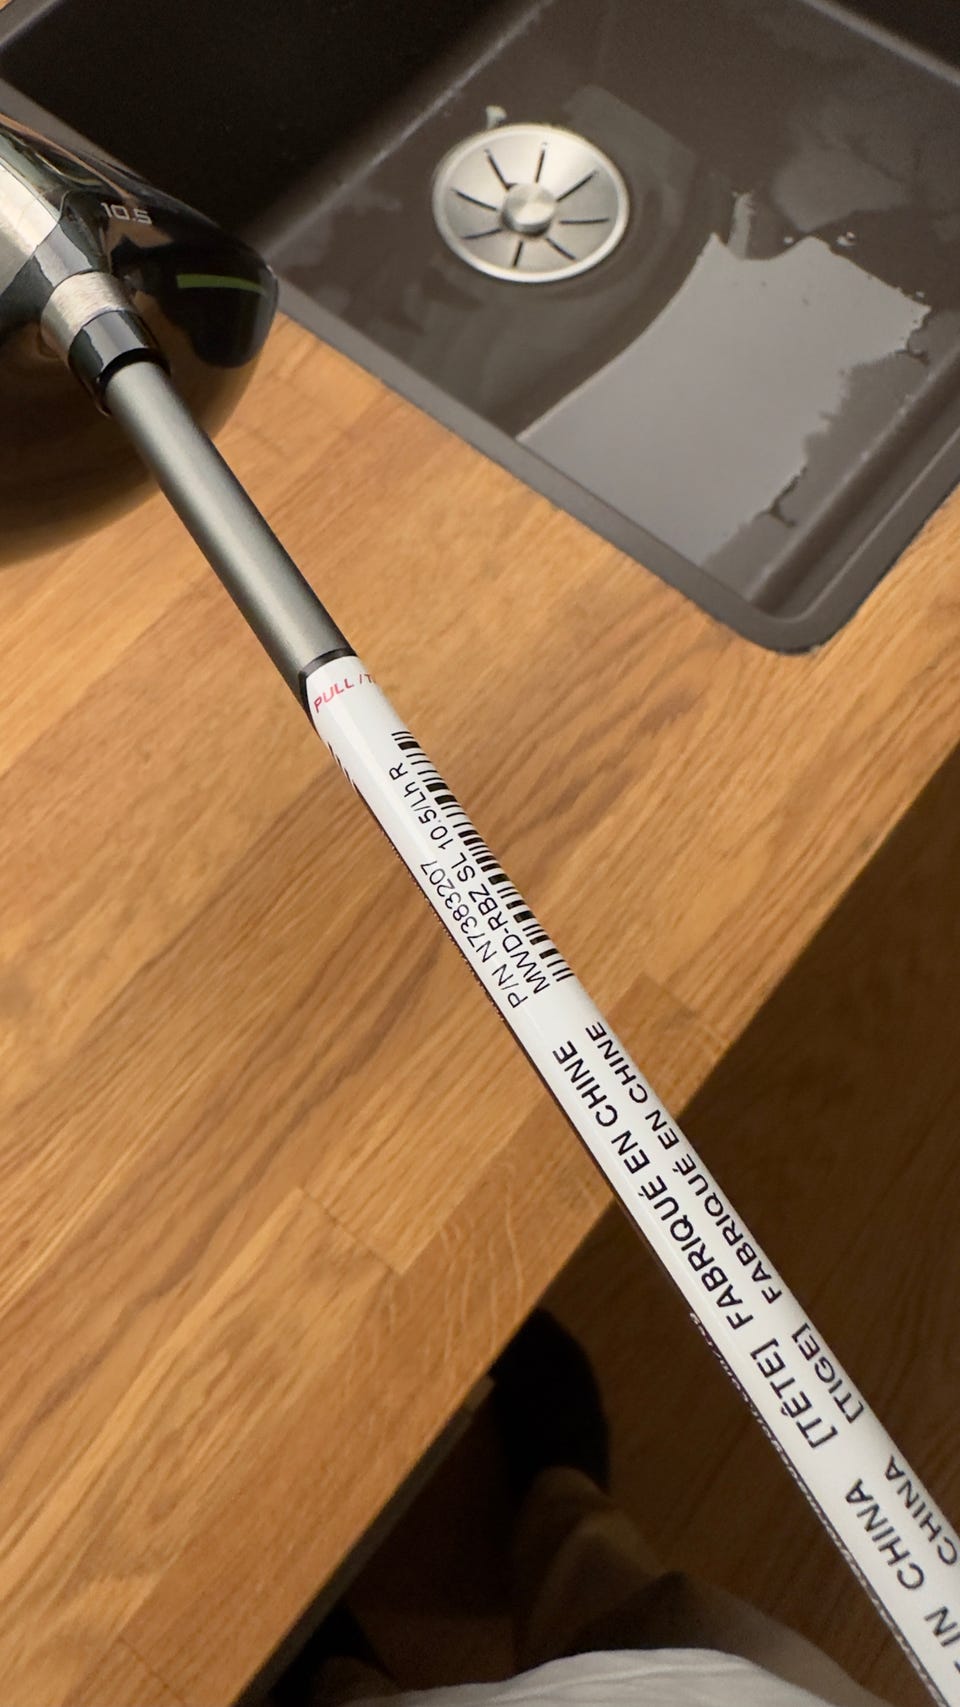 10.5
PULL / T
P/N N7383207
MWD-RBZ SL 10.5/Lh R
[TÊTE] FABRIQUÉ EN CHINE
[TIGE] FABRIQUÉ EN CHINE
IN CHINA
CHINA